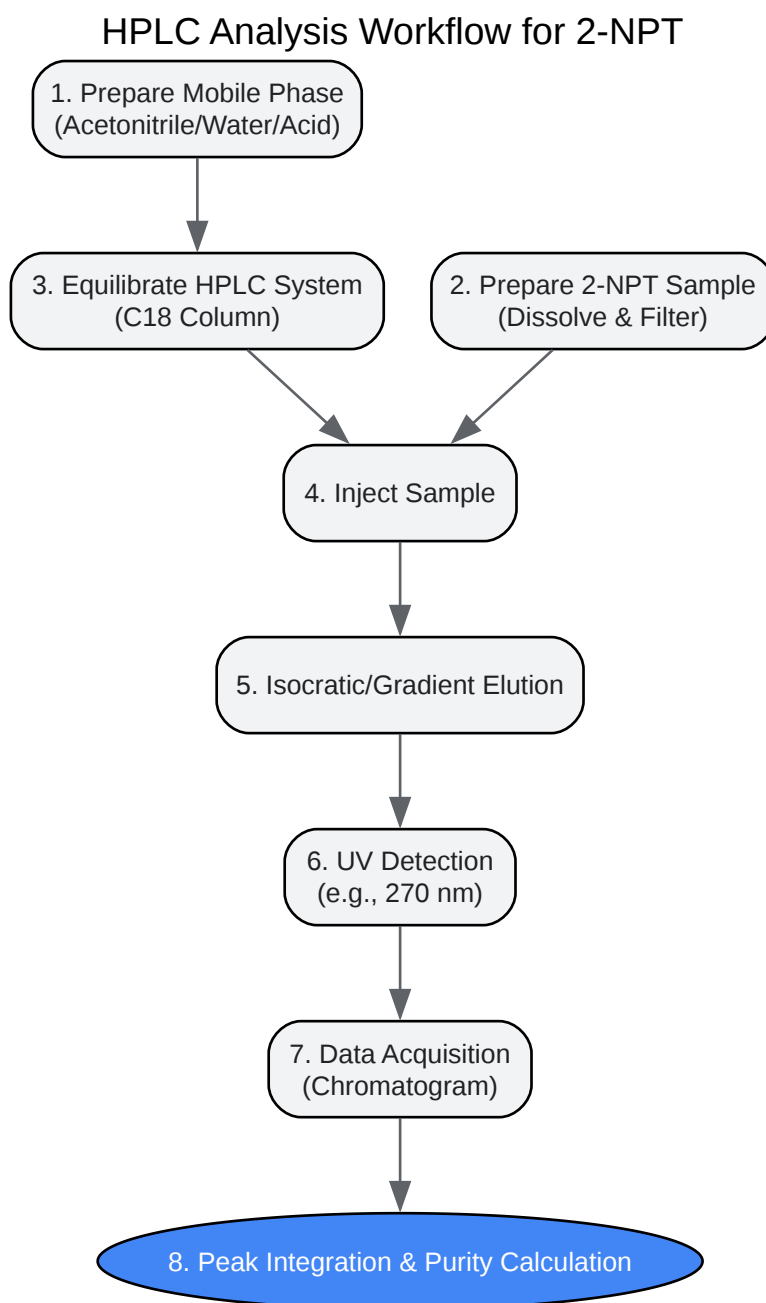 HPLC Analysis Workflow for 2-NPT
1. Prepare Mobile Phase
(Acetonitrile/Water/Acid)
3. Equilibrate HPLC System
(C18 Column)
2. Prepare 2-NPT Sample
(Dissolve & Filter)
4. Inject Sample
5. Isocratic/Gradient Elution
6. UV Detection
(e.g., 270 nm)
7. Data Acquisition
(Chromatogram)
8. Peak Integration & Purity Calculation